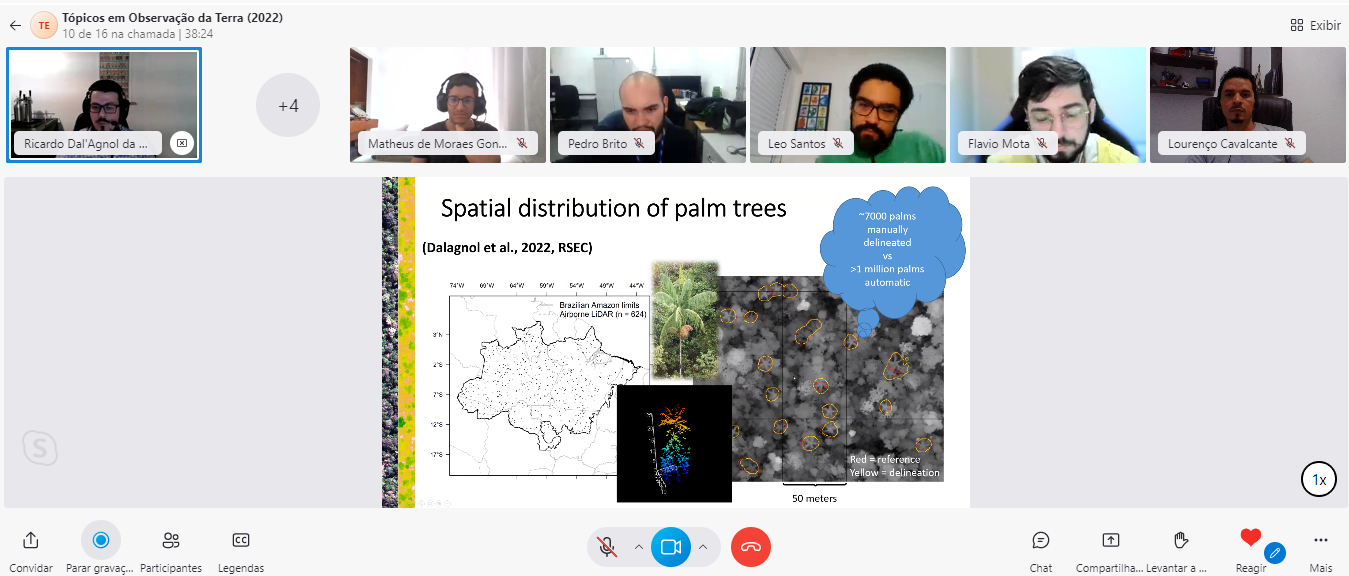 Tópicos em Observação da Terra (2022)
TE
10 de 16 na chamada | 38:24
Exibir
Ricardo Dal'Agnol da ...
+4
Matheus de Moraes Gon...
Pedro Brito
Leo Santos
Flavio Mota
Lourenço Cavalcante
Spatial distribution of palm trees
(Dalagnol et al., 2022, RSEC)
~7000 palms
manually
delineated
vs
>1 million palms
automatic
74°W 69°W 64°W 59°W 54°W 49°W 44°W
Brazilian Amazon limits
Airborne LiDAR (n = 624)
3°N
2°S
7°S
12°S
17°S
Red = reference
Yellow = delineation
50 meters
S
1x
Convidar
Parar gravaç...
Participantes
CC
Legendas
Chat
Compartilha...
Levantar a ...
Reagir
Mais